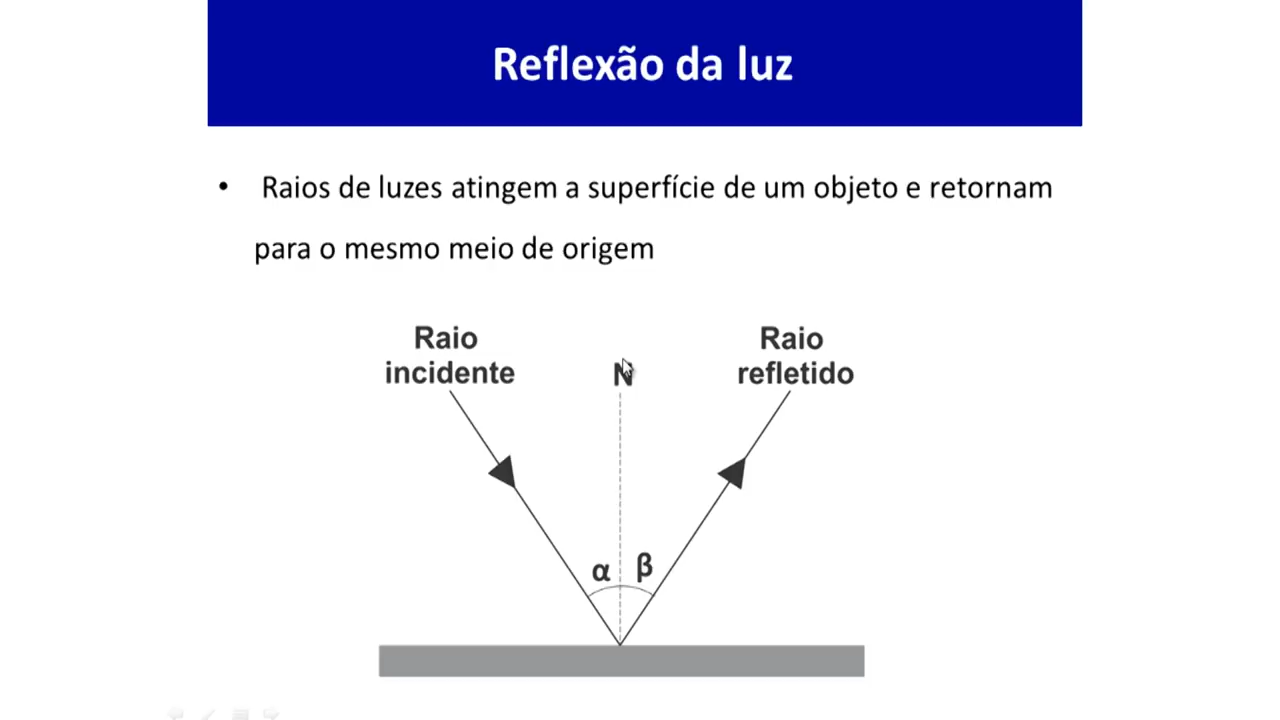 Reflexão da luz
• Raios de luzes atingem a superfície de um objeto e retornam
para o mesmo meio de origem
Raio
incidente
N
Raio
refletido
α
β